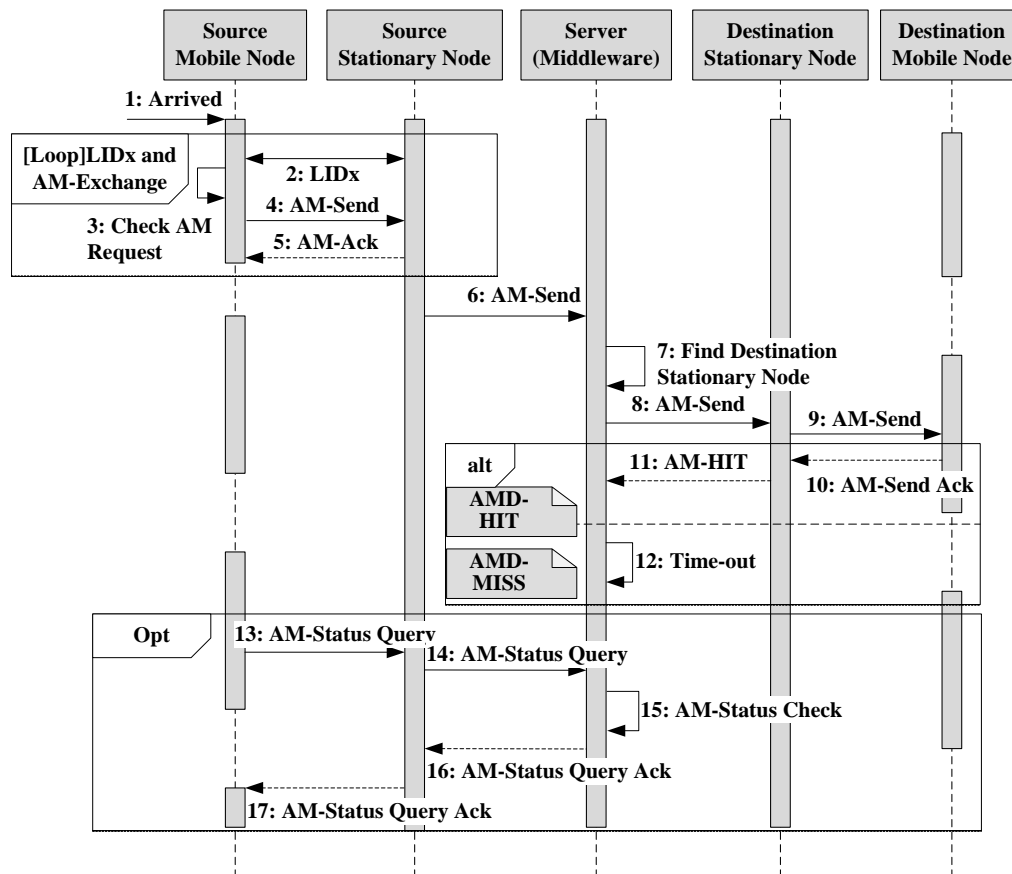 Source
Mobile Node
Source
Stationary Node
Server
(Middleware)
Destination
Stationary Node
Destination
Mobile Node
1: Arrived
[Loop]LIDx and
AM-Exchange
2: LIDx
3: Check AM
Request
4: AM-Send
5: AM-Ack
6: AM-Send
7: Find Destination
Stationary Node
8: AM-Send
9: AM-Send
alt
11: AM-HIT
10: AM-Send Ack
AMD-
HIT
AMD-
MISS
12: Time-out
Opt
13: AM-Status Query
14: AM-Status Query
15: AM-Status Check
16: AM-Status Query Ack
17: AM-Status Query Ack